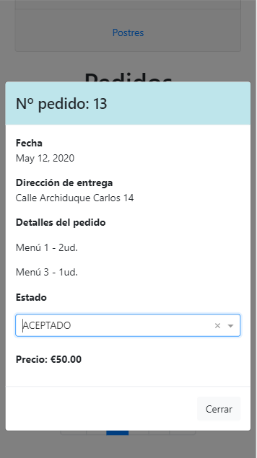 Postres
Pedidos
Nº pedido: 13
Fecha
May 12, 2020
Dirección de entrega
Calle Archiduque Carlos 14
Detalles del pedido
Menú 1 - 2ud.
Menú 3 - 1ud.
Estado
ACEPTADO
Precio: €50.00
Cerrar